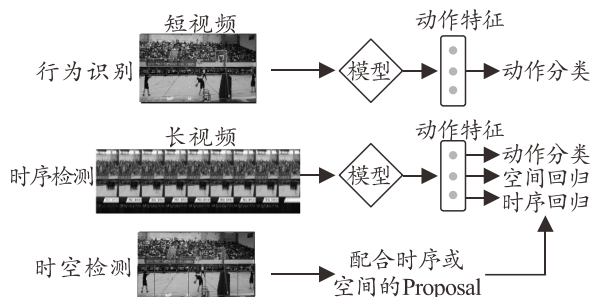 短视频
动作特征
行为识别
模型
动作分类
长视频
动作特征
时序检测
模型
动作分类
空间回归
时序回归
时空检测
配合时序或
空间的Proposal